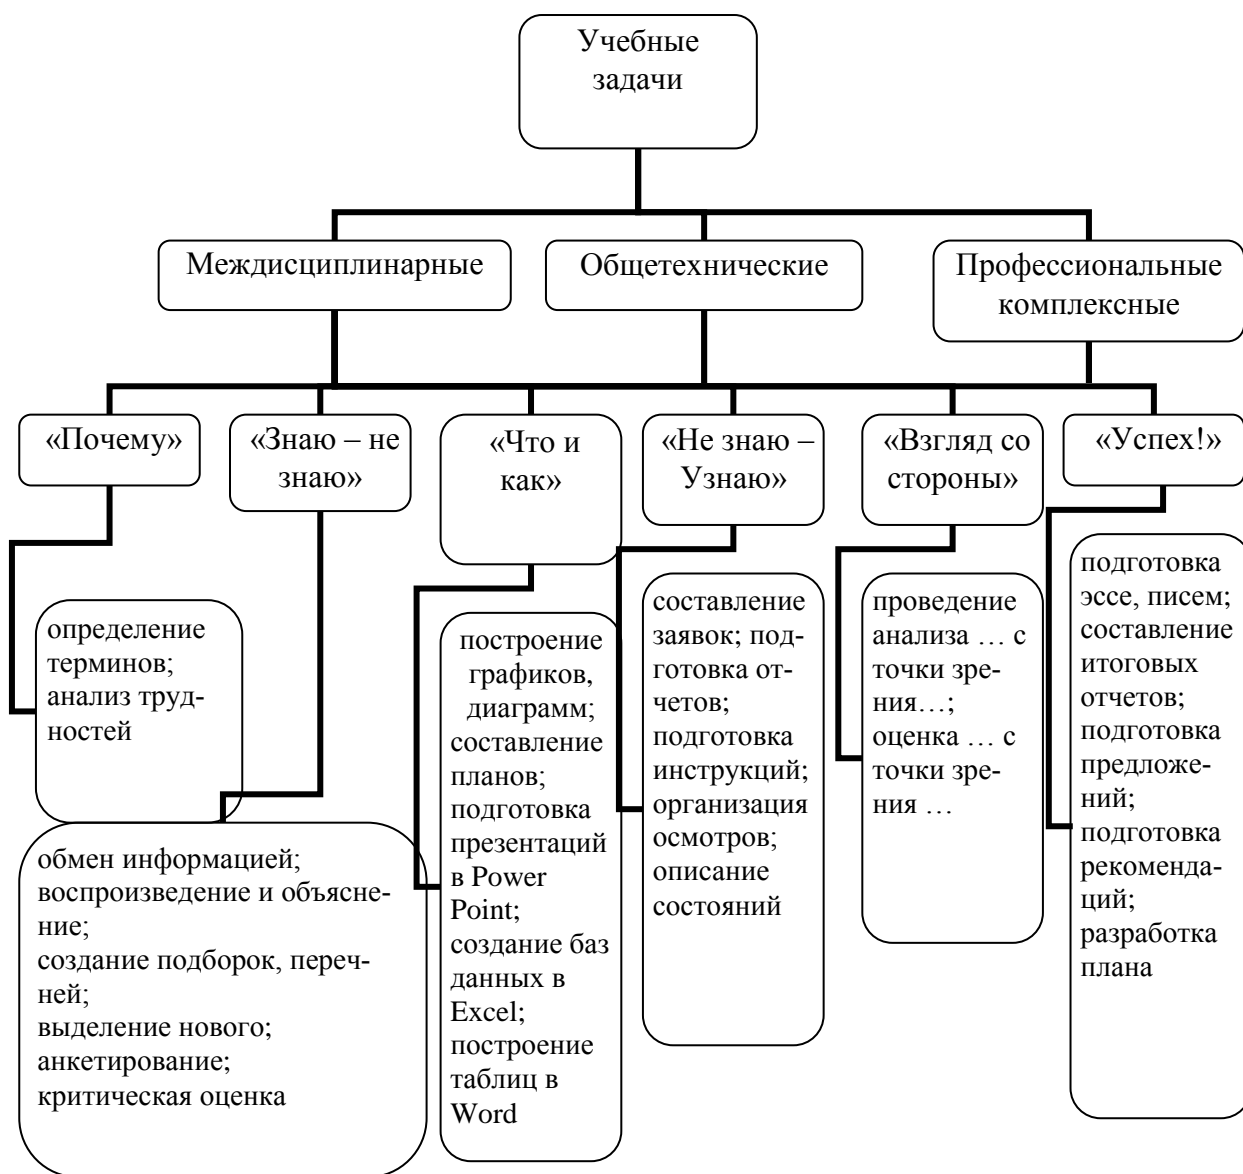 Учебные
задачи
Междисциплинарные
Общетехнические
Профессиональные
комплексные
«Почему»
«Знаю – не
знаю»
«Что и
как»
«Не знаю –
Узнаю»
«Взгляд со
стороны»
«Успех!»
определение
терминов;
анализ труд-
ностей
обмен информацией;
воспроизведение и объясне-
ние;
создание подборок, переч-
ней;
выделение нового;
анкетирование;
критическая оценка
построение
графиков,
диаграмм;
составление
планов;
подготовка
презентаций
в Power
Point;
создание баз
данных в
Excel;
построение
таблиц в
Word
составление
заявок; под-
готовка от-
четов;
подготовка
инструкций;
организация
осмотров;
описание
состояний
проведение
анализа … с
точки зре-
ния…;
оценка … с
точки зре-
ния …
подготовка
эссе, писем;
составление
итоговых
отчетов;
подготовка
предложе-
ний;
подготовка
рекоменда-
ций;
разработка
плана